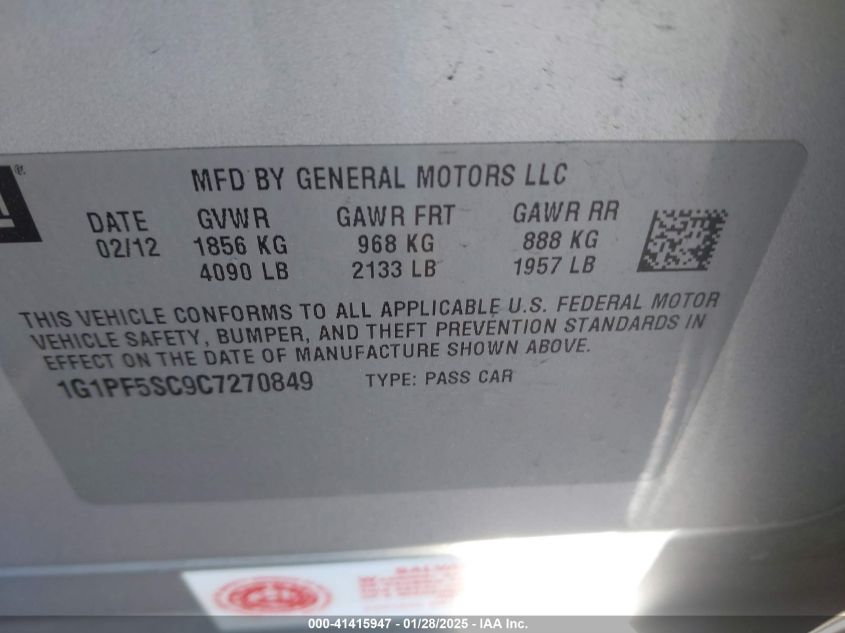 MFD BY GENERAL MOTORS LLC
DATE GVWR GAWR FRT GAWR RR
02/12 1856 KG 968 KG 888 KG
4090 LB 2133 LB 1957 LB
THIS VEHICLE CONFORMS TO ALL APPLICABLE U.S. FEDERAL MOTOR
VEHICLE SAFETY, BUMPER, AND THEFT PREVENTION STANDARDS IN
EFFECT ON THE DATE OF MANUFACTURE SHOWN ABOVE.
1G1PF5SC9C7270849 TYPE: PASS CAR
000-41415947 - 01/28/2025 - IAA Inc.